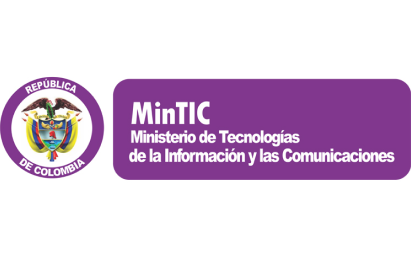 REPÚBLICA
DE COLOMBIA
MinTIC
Ministerio de Tecnologías
de la Información y las Comunicaciones